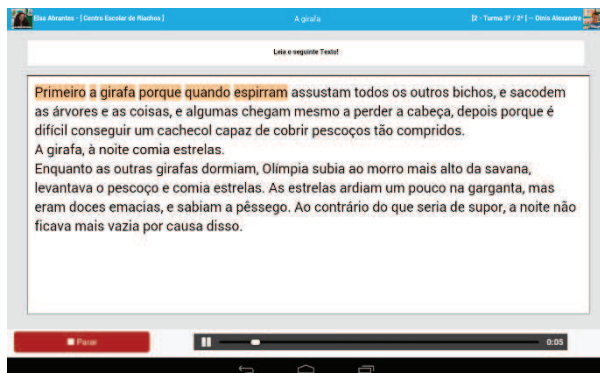 Elsa Abrantes - [ Centro Escolar de Riachos ]
A girafa
[2 - Turma 3º / 2º ] -- Dinis Alexandre
Leia o seguinte Texto!
Primeiro a girafa porque quando espirram assustam todos os outros bichos, e sacodem
as árvores e as coisas, e algumas chegam mesmo a perder a cabeça, depois porque é
difícil conseguir um cachecol capaz de cobrir pescoços tão compridos.
A girafa, à noite comia estrelas.
Enquanto as outras girafas dormiam, Olímpia subia ao morro mais alto da savana,
levantava o pescoço e comia estrelas. As estrelas ardiam um pouco na garganta, mas
eram doces emacias, e sabiam a pêssego. Ao contrário do que seria de supor, a noite não
ficava mais vazia por causa disso.
Parar
0:05